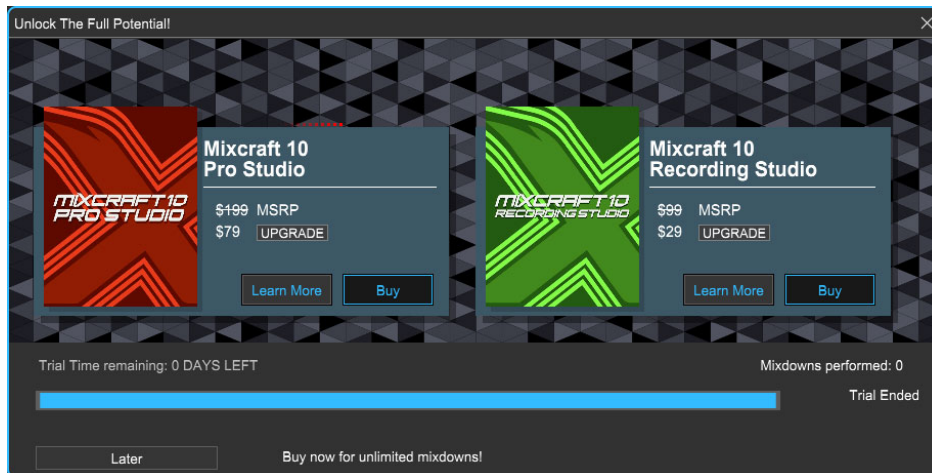 Unlock The Full Potential!
MIXCRAFT 10
PRO STUDIO
Mixcraft 10
Pro Studio
$199 MSRP
$79 UPGRADE
Learn More Buy
MIXCRAFT 10
RECORDING STUDIO
Mixcraft 10
Recording Studio
$99 MSRP
$29 UPGRADE
Learn More Buy
Trial Time remaining: 0 DAYS LEFT
Mixdowns performed: 0
Trial Ended
Later
Buy now for unlimited mixdowns!